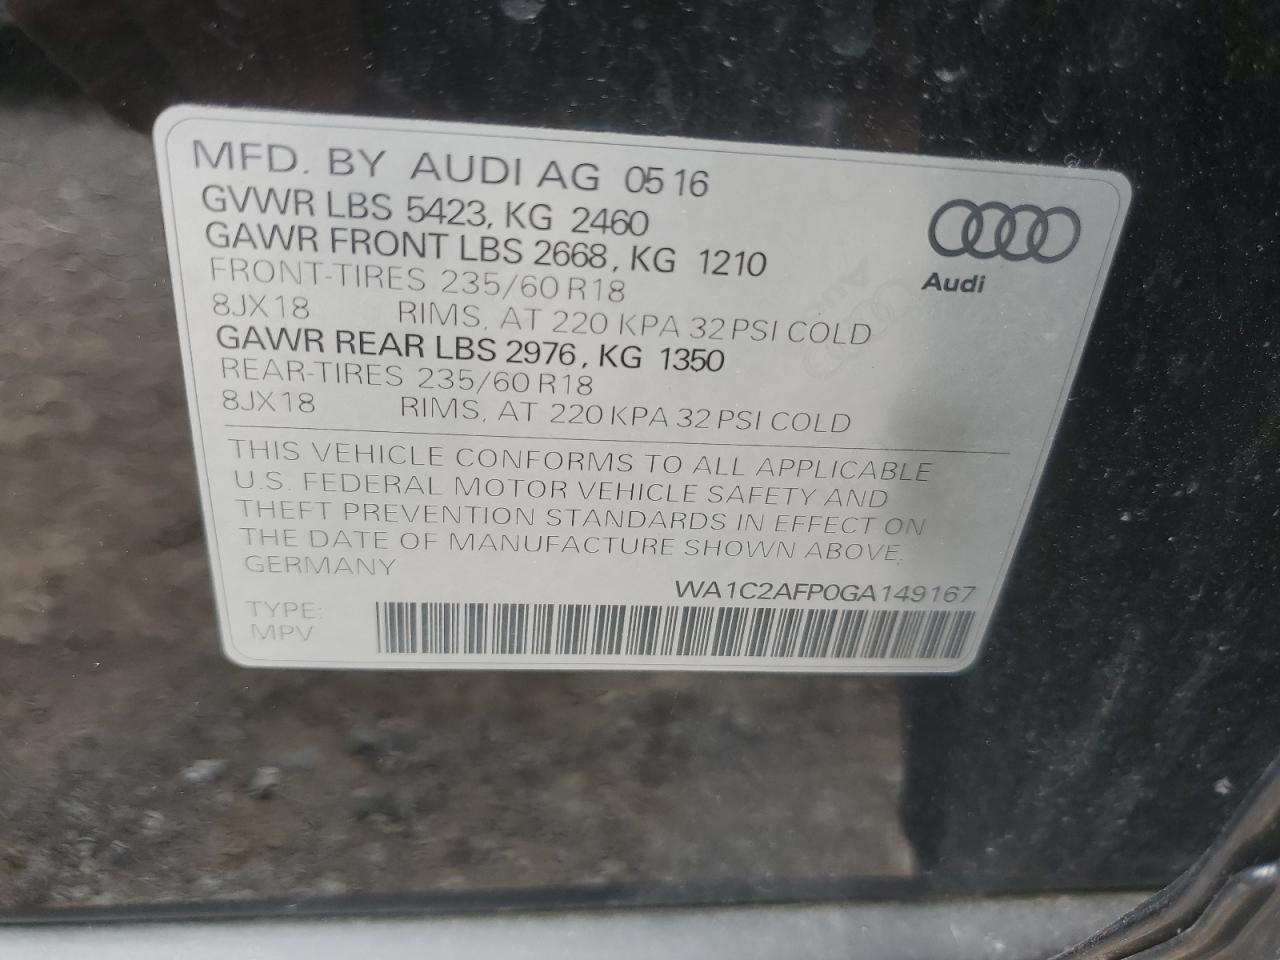 MFD. BY AUDI AG 05 16
GVWR LBS 5423, KG 2460
GAWR FRONT LBS 2668, KG 1210
FRONT-TIRES 235/60 R18
8JX18 RIMS, AT 220 KPA 32 PSI COLD
GAWR REAR LBS 2976, KG 1350
REAR-TIRES 235/60 R18
8JX18 RIMS, AT 220 KPA 32 PSI COLD
Audi
THIS VEHICLE CONFORMS TO ALL APPLICABLE
U.S. FEDERAL MOTOR VEHICLE SAFETY AND
THEFT PREVENTION STANDARDS IN EFFECT ON
THE DATE OF MANUFACTURE SHOWN ABOVE.
GERMANY
WA1C2AFP0GA149167
TYPE:
MPV